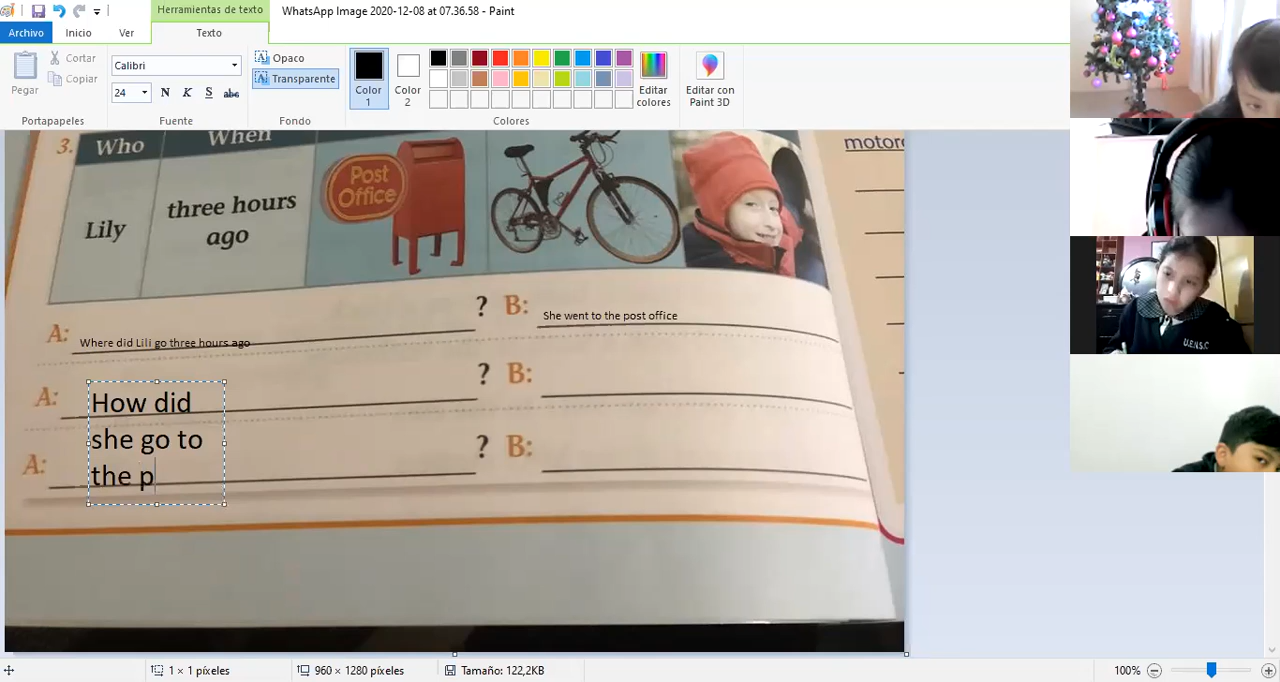 Herramientas de texto
WhatsApp Image 2020-12-08 at 07.36.58 - Paint
Archivo Inicio Ver Texto
Pegar
Cortar
Copiar
Portapapeles
Calibri
24 N K S abc
Fuente
Opaco
Transparente
Fondo
Color 1
Color 2
Colores
Editar colores
Editar con Paint 3D
3. Who When
Lily
three hours
ago
Post
Office
A: Where did Lili go three hours ago ? B: She went to the post office
A: ? B:
How did
she go to
the p
A: ? B:
U.E.N.S.C
1 × 1 píxeles
960 × 1280 píxeles
Tamaño: 122,2KB
100%